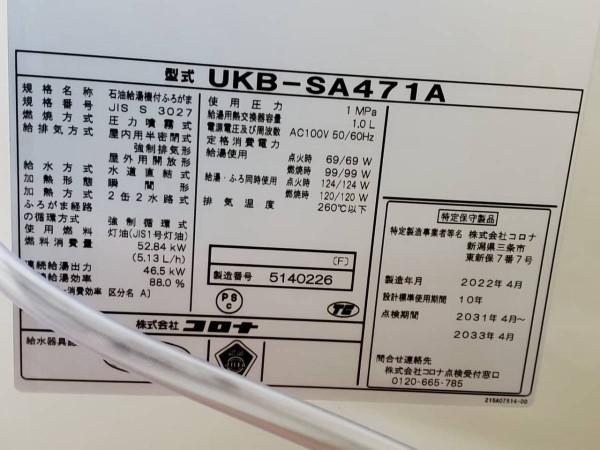 型式 UKB-SA471A
規格名称 石油給湯機付ふろがま
規格番号 JIS S 3027
燃焼方式 圧力噴霧式
給排気方式 屋内用半密閉式
強制排気形
屋外用開放形
給水方式 水道直結式
加熱形態 瞬間形
加熱方式 2缶2水路式
ふろがま経路
の循環方式 強制循環式
使用燃料 灯油(JIS1号灯油)
燃料消費量 52.84 kW
(5.13 L/h)
連続給湯出力 46.5 kW
給湯効率 88.0 %
消費効率 区分名 A]
使用圧力 1 MPa
給湯用熱交換器容量 1.0 L
電源電圧及び周波数 AC100V 50/60Hz
定格消費電力
給湯使用 点火時 69/69 W
燃焼時 99/99 W
給湯・ふろ同時使用 点火時 124/124 W
燃焼時 120/120 W
排気温度 260℃以下
(F)
製造番号 5140226
PS
C
株式会社 コロナ
給水器具認
特定保守製品
特定製造事業者等名 株式会社コロナ
新潟県三条市
東新保7番7号
製造年月 2022年4月
設計標準使用期間 10年
点検期間 2031年4月~
2033年4月
問合せ連絡先
株式会社コロナ点検受付窓口
0120-665-785